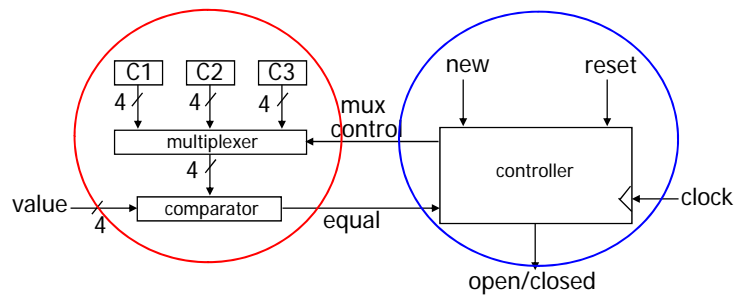 C1 C2 C3
new
reset
4 4 4
mux
control
multiplexer
controller
4
value
4
comparator
equal
clock
open/closed